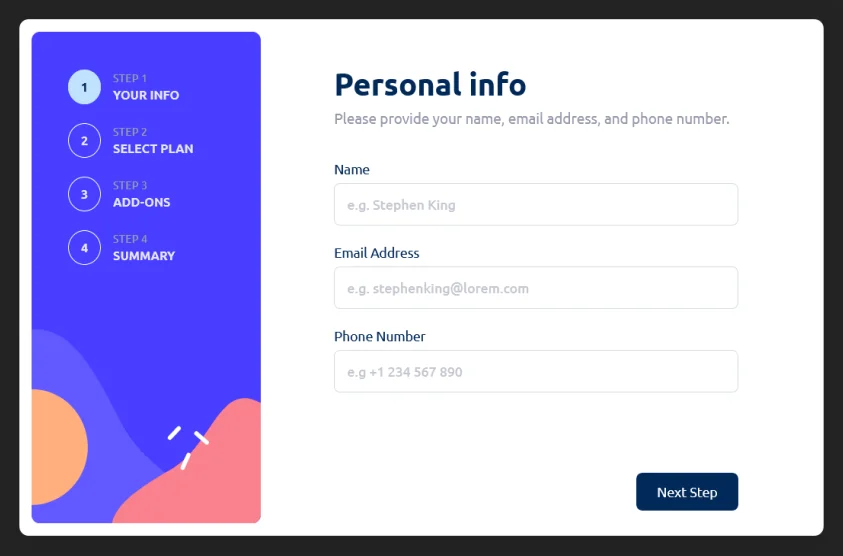 1
STEP 1
YOUR INFO
2
STEP 2
SELECT PLAN
3
STEP 3
ADD-ONS
4
STEP 4
SUMMARY
Personal info
Please provide your name, email address, and phone number.
Name
e.g. Stephen King
Email Address
e.g. stephenking@lorem.com
Phone Number
e.g +1 234 567 890
Next Step